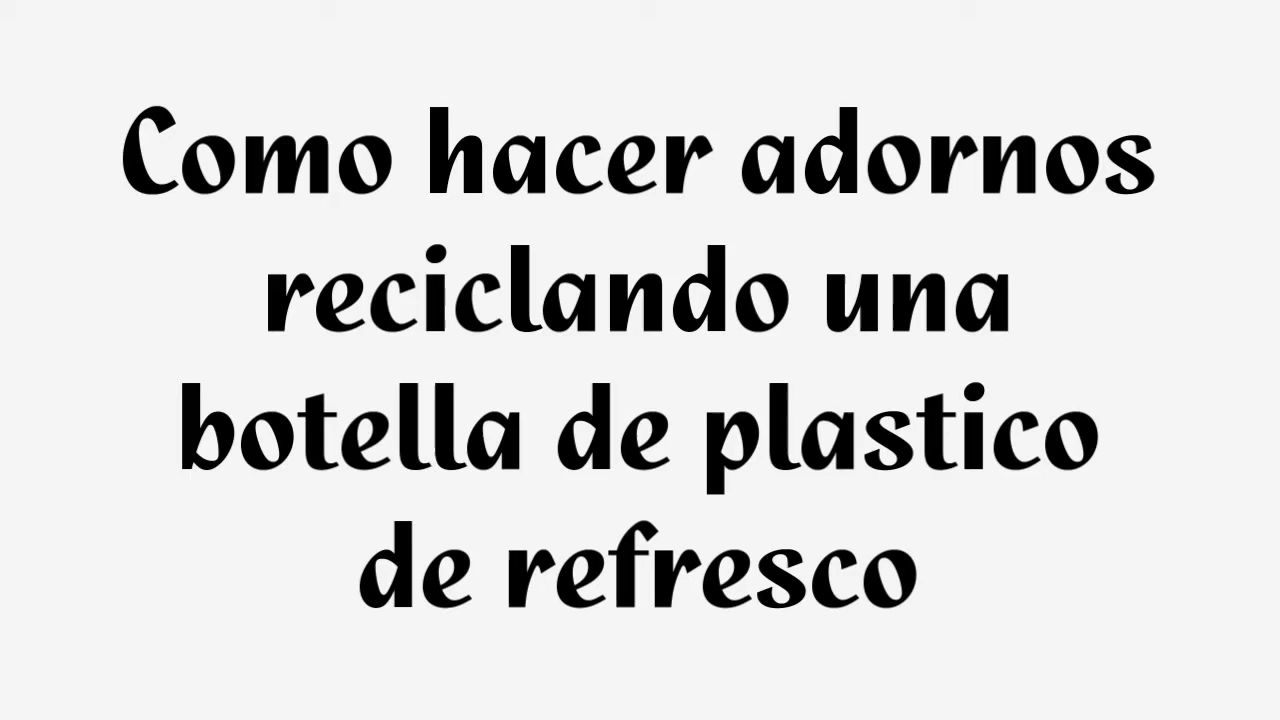 Como hacer adornos
reciclando una
botella de plastico
de refresco